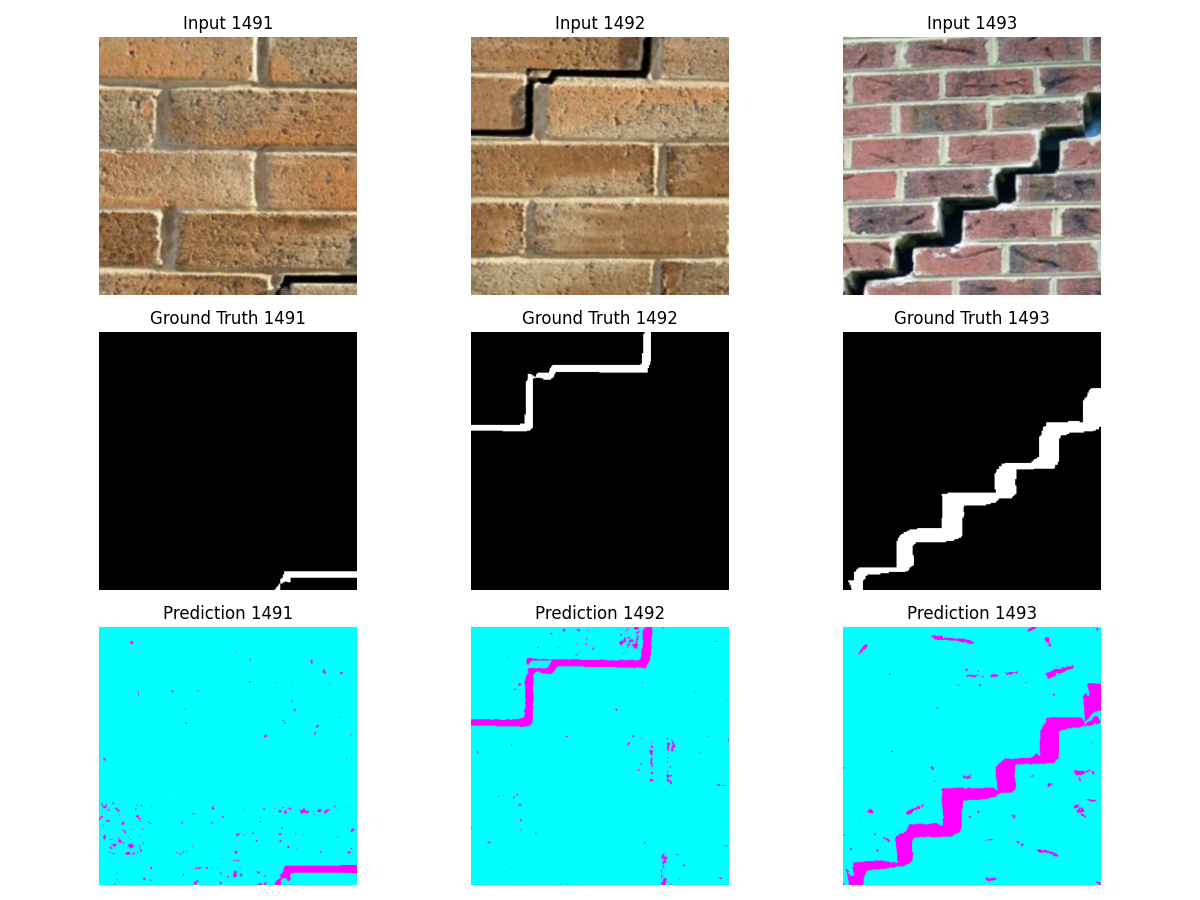 Input 1491
Input 1492
Input 1493
Ground Truth 1491
Ground Truth 1492
Ground Truth 1493
Prediction 1491
Prediction 1492
Prediction 1493